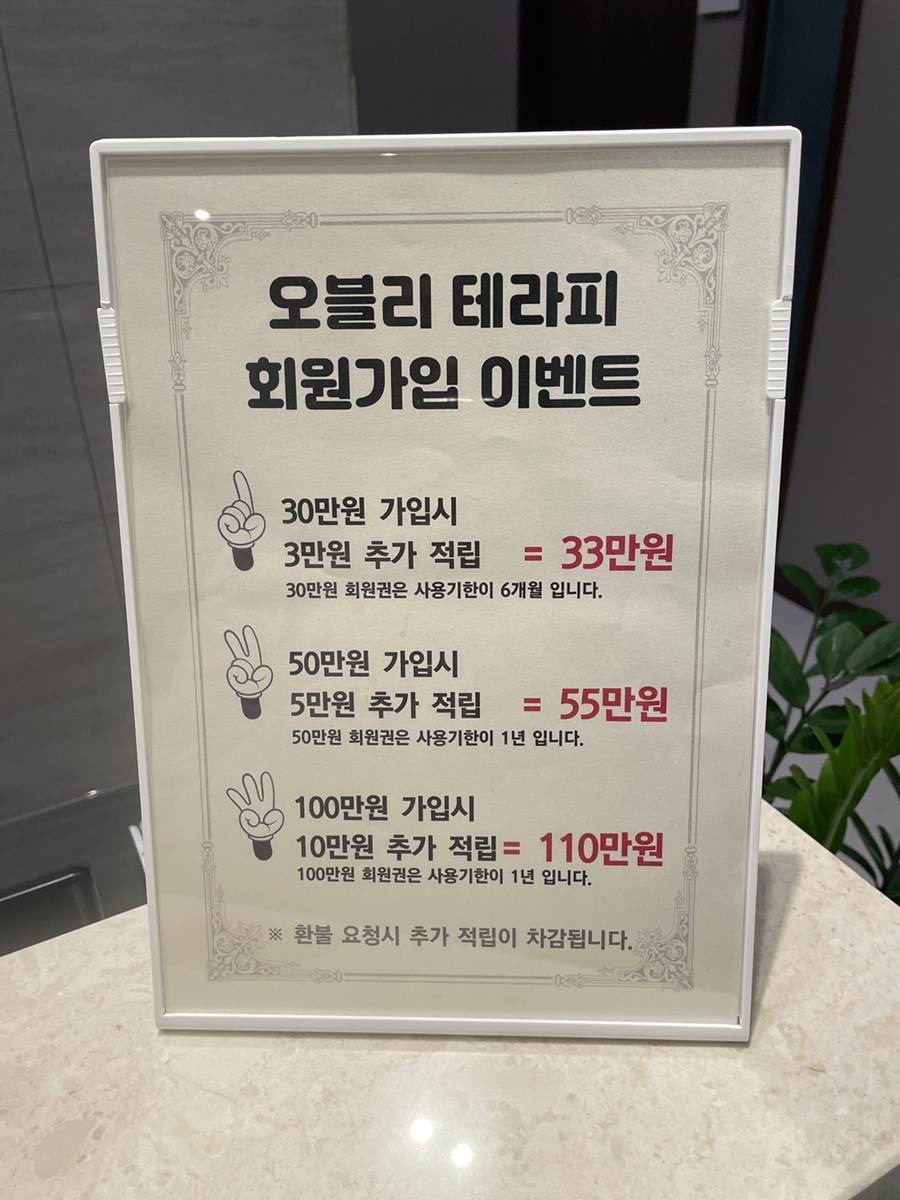 오블리 테라피
회원가입 이벤트
30만원 가입시
3만원 추가 적립 = 33만원
30만원 회원권은 사용기한이 6개월 입니다.
50만원 가입시
5만원 추가 적립 = 55만원
50만원 회원권은 사용기한이 1년 입니다.
100만원 가입시
10만원 추가 적립 = 110만원
100만원 회원권은 사용기한이 1년 입니다.
※ 환불 요청시 추가 적립이 차감됩니다.